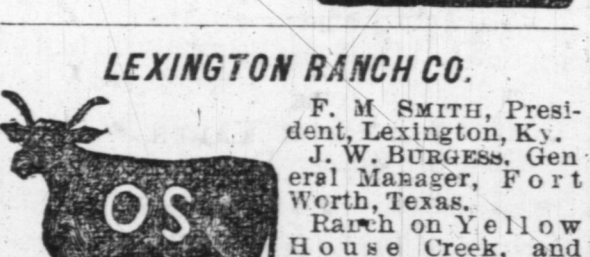 LEXINGTON RANCH CO.
F. M SMITH, Presi-
dent, Lexington, Ky.
J. W. BURGESS. Gen
eral Manager, Fort
Worth, Texas.
Ranch on Yellow
House Creek, and
OS